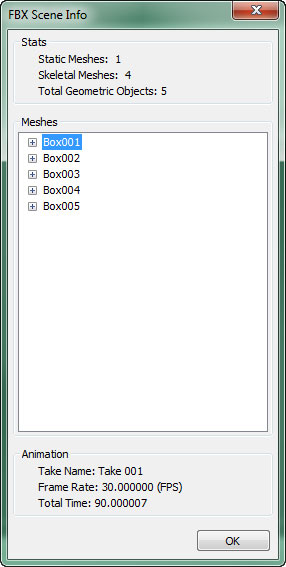 FBX Scene Info
Stats
Static Meshes: 1
Skeletal Meshes: 4
Total Geometric Objects: 5
Meshes
Box001
Box002
Box003
Box004
Box005
Animation
Take Name: Take 001
Frame Rate: 30.000000 (FPS)
Total Time: 90.000007
OK